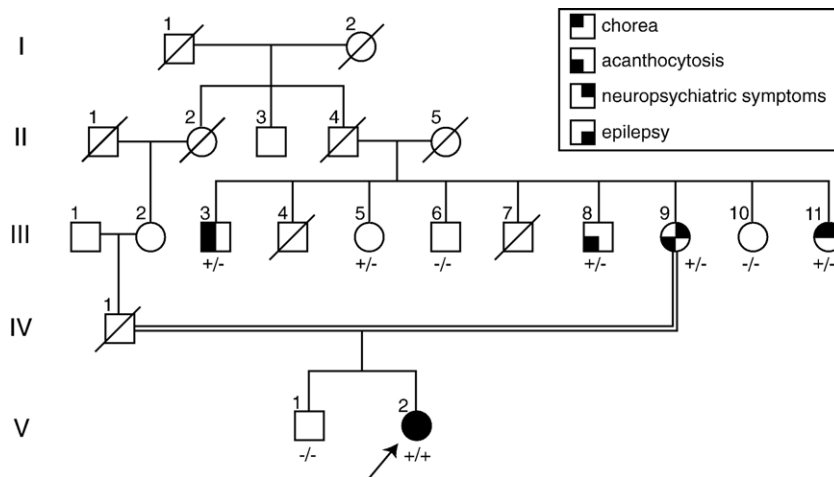 I 1 2
chorea
acanthocytosis
neuropsychiatric symptoms
epilepsy
II 1 2 3 4 5
III 1 2 3 4 5 6 7 8 9 10 11
+/- +/- -/- +/- +/- -/- +/-
IV 1
V 1 2
-/- +/+